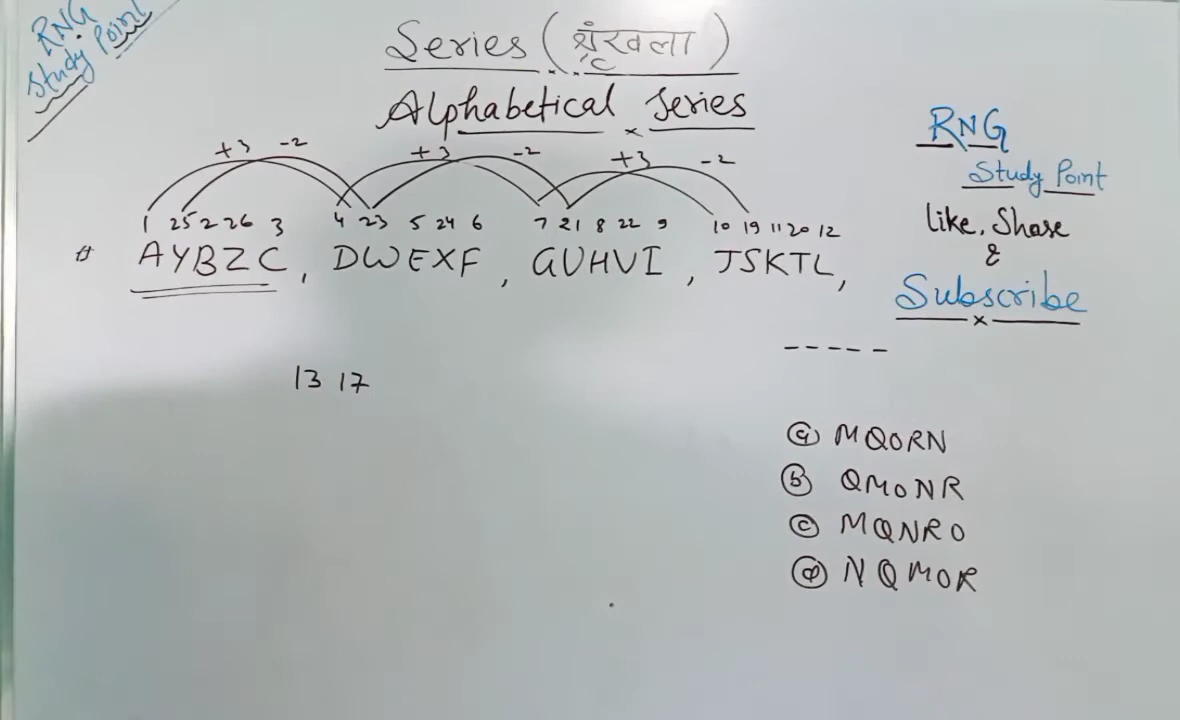 RNG
Study Point
Series (शृंखला)
Alphabetical Series
RNG
Study Point
like, Share
&
Subscribe
+3 -2 +3 -2 +3 -2
1 25 2 26 3 4 23 5 24 6 7 21 8 22 9 10 19 11 20 12
# AYBZC, DWEXF, GUHVI, JSKTL,
-----
13 17
(a) MQORN
(b) QMONR
(c) MQNRO
(d) NQMOR